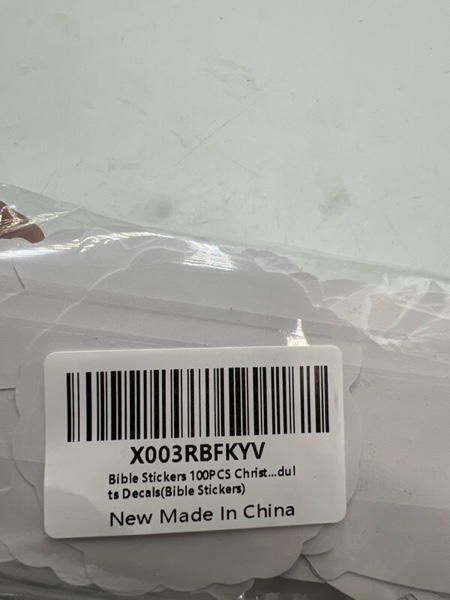 X003RBFKYV
Bible Stickers 100PCS Christ...dul
ts Decals(Bible Stickers)
New Made In China